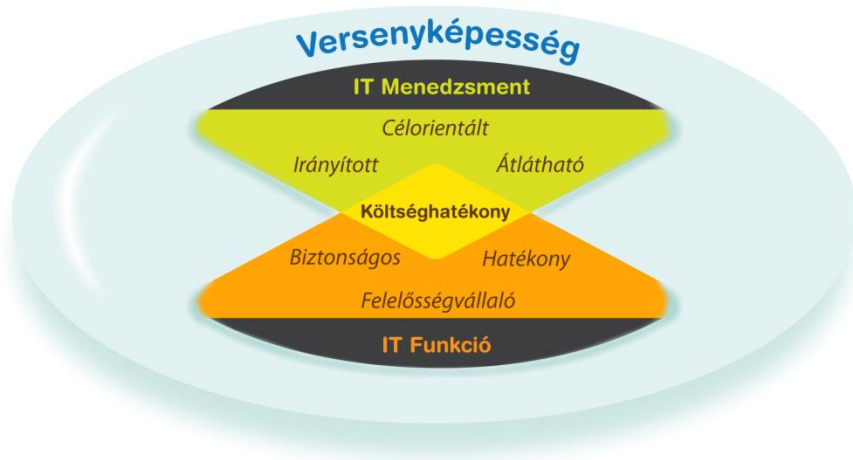 Versenyképesség
IT Menedzsment
Célorientált
Irányított Átlátható
Költséghatékony
Biztonságos Hatékony
Felelősségvállaló
IT Funkció